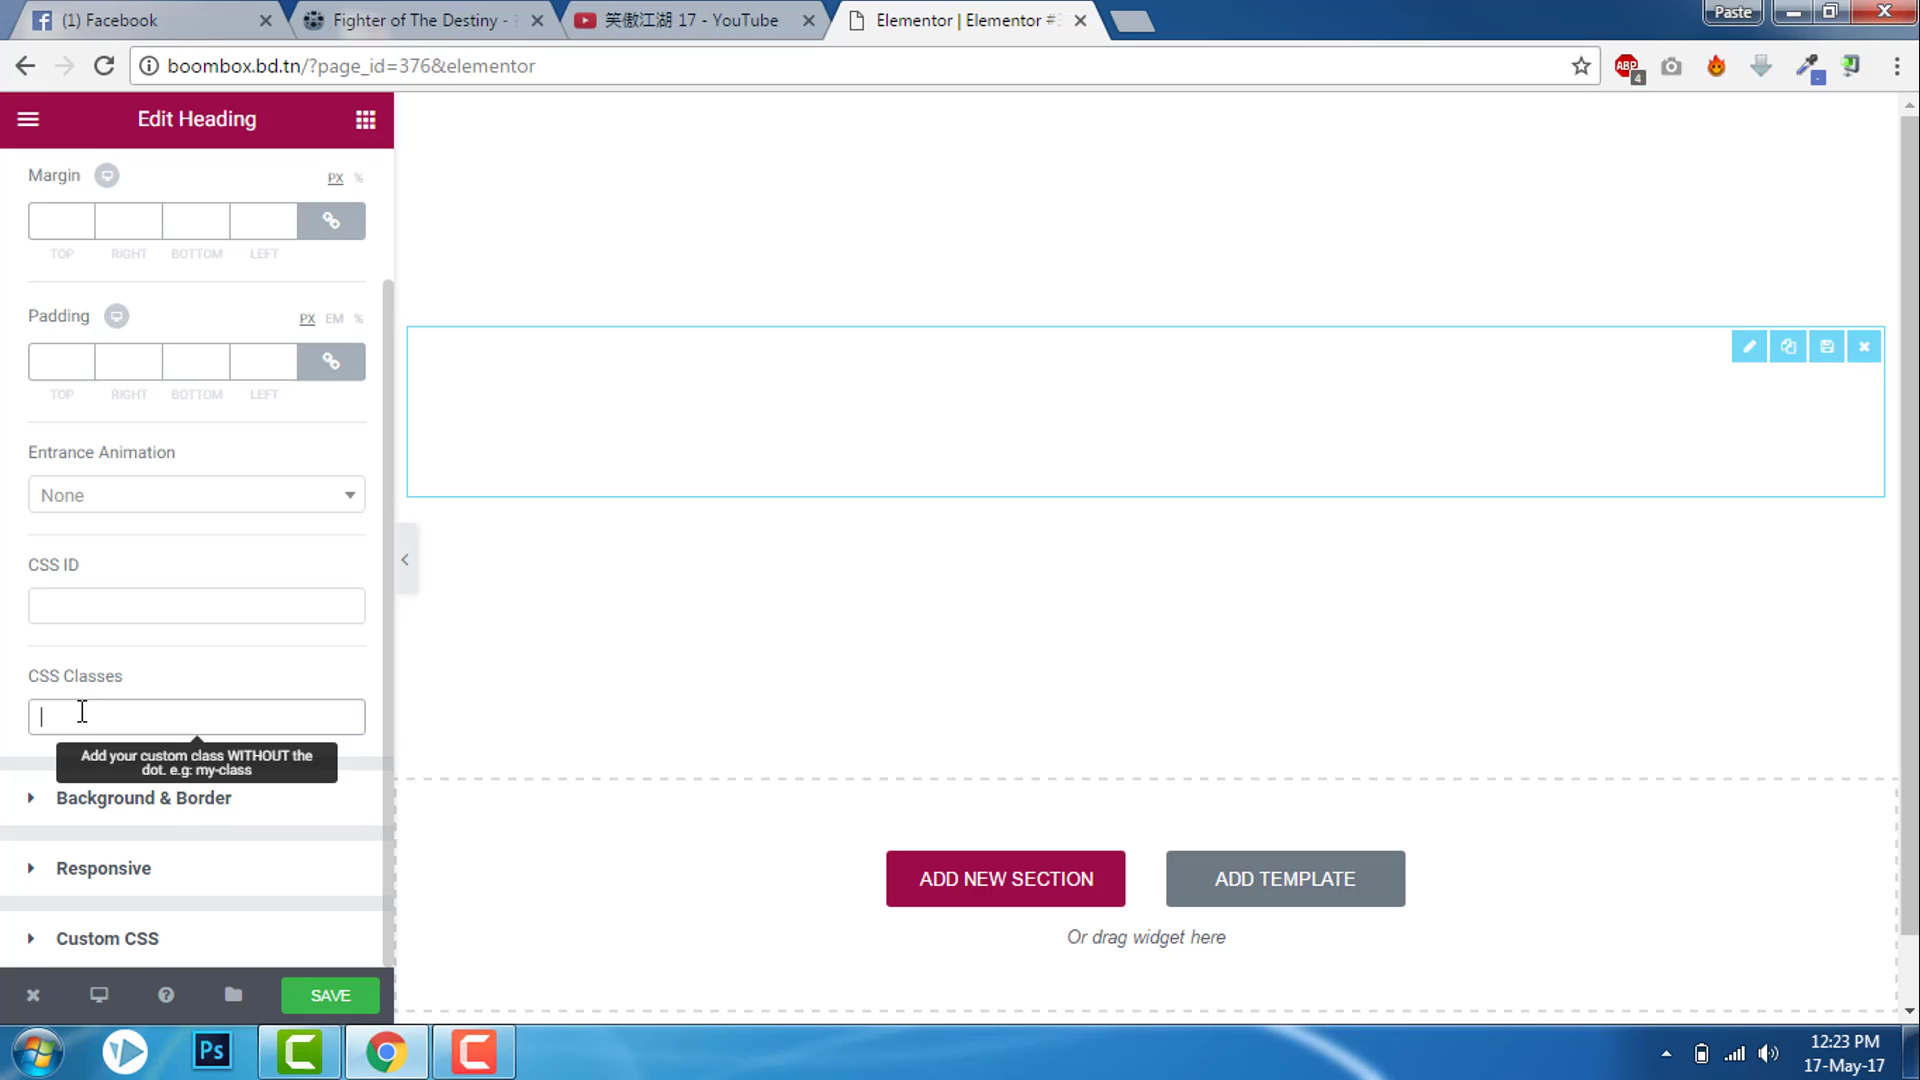 (1) Facebook
Fighter of The Destiny -
笑傲江湖 17 - YouTube
Elementor | Elementor #
Paste
boombox.bd.tn/?page_id=376&elementor
ABP
4
Edit Heading
Margin
PX %
TOP RIGHT BOTTOM LEFT
Padding
PX EM %
TOP RIGHT BOTTOM LEFT
Entrance Animation
None
CSS ID
CSS Classes
Add your custom class WITHOUT the
dot. e.g: my-class
Background & Border
Responsive
Custom CSS
SAVE
ADD NEW SECTION
ADD TEMPLATE
Or drag widget here
Ps
12:23 PM
17-May-17